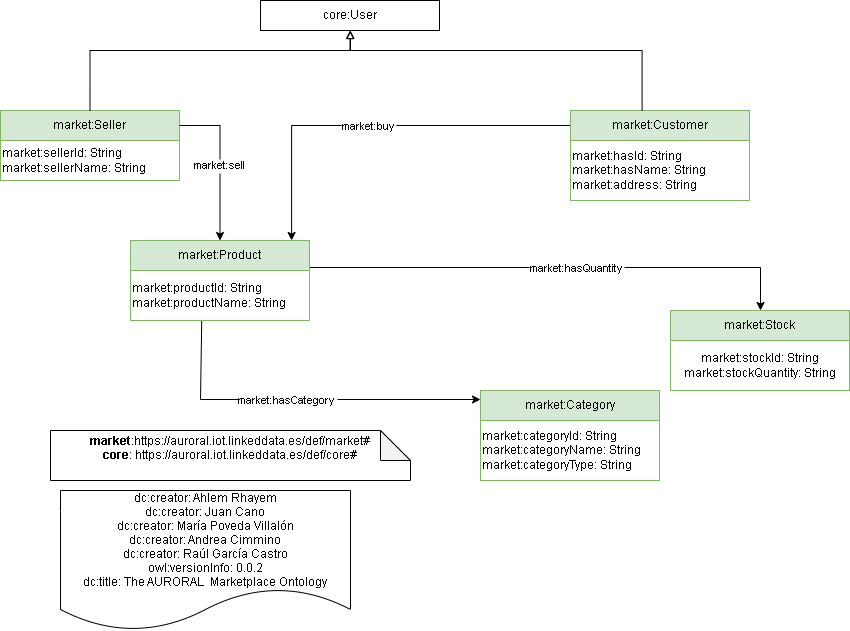 core:User
market:Seller
market:sellerId: String
market:sellerName: String
market:sell
market:buy
market:Customer
market:hasId: String
market:hasName: String
market:address: String
market:Product
market:productId: String
market:productName: String
market:hasQuantity
market:Stock
market:stockId: String
market:stockQuantity: String
market:hasCategory
market:Category
market:categoryId: String
market:categoryName: String
market:categoryType: String
market:https://auroral.iot.linkeddata.es/def/market#
core: https://auroral.iot.linkeddata.es/def/core#
dc:creator: Ahlem Rhayem
dc:creator: Juan Cano
dc:creator: María Poveda Villalón
dc:creator: Andrea Cimmino
dc:creator: Raúl García Castro
owl:versionInfo: 0.0.2
dc:title: The AURORAL Marketplace Ontology